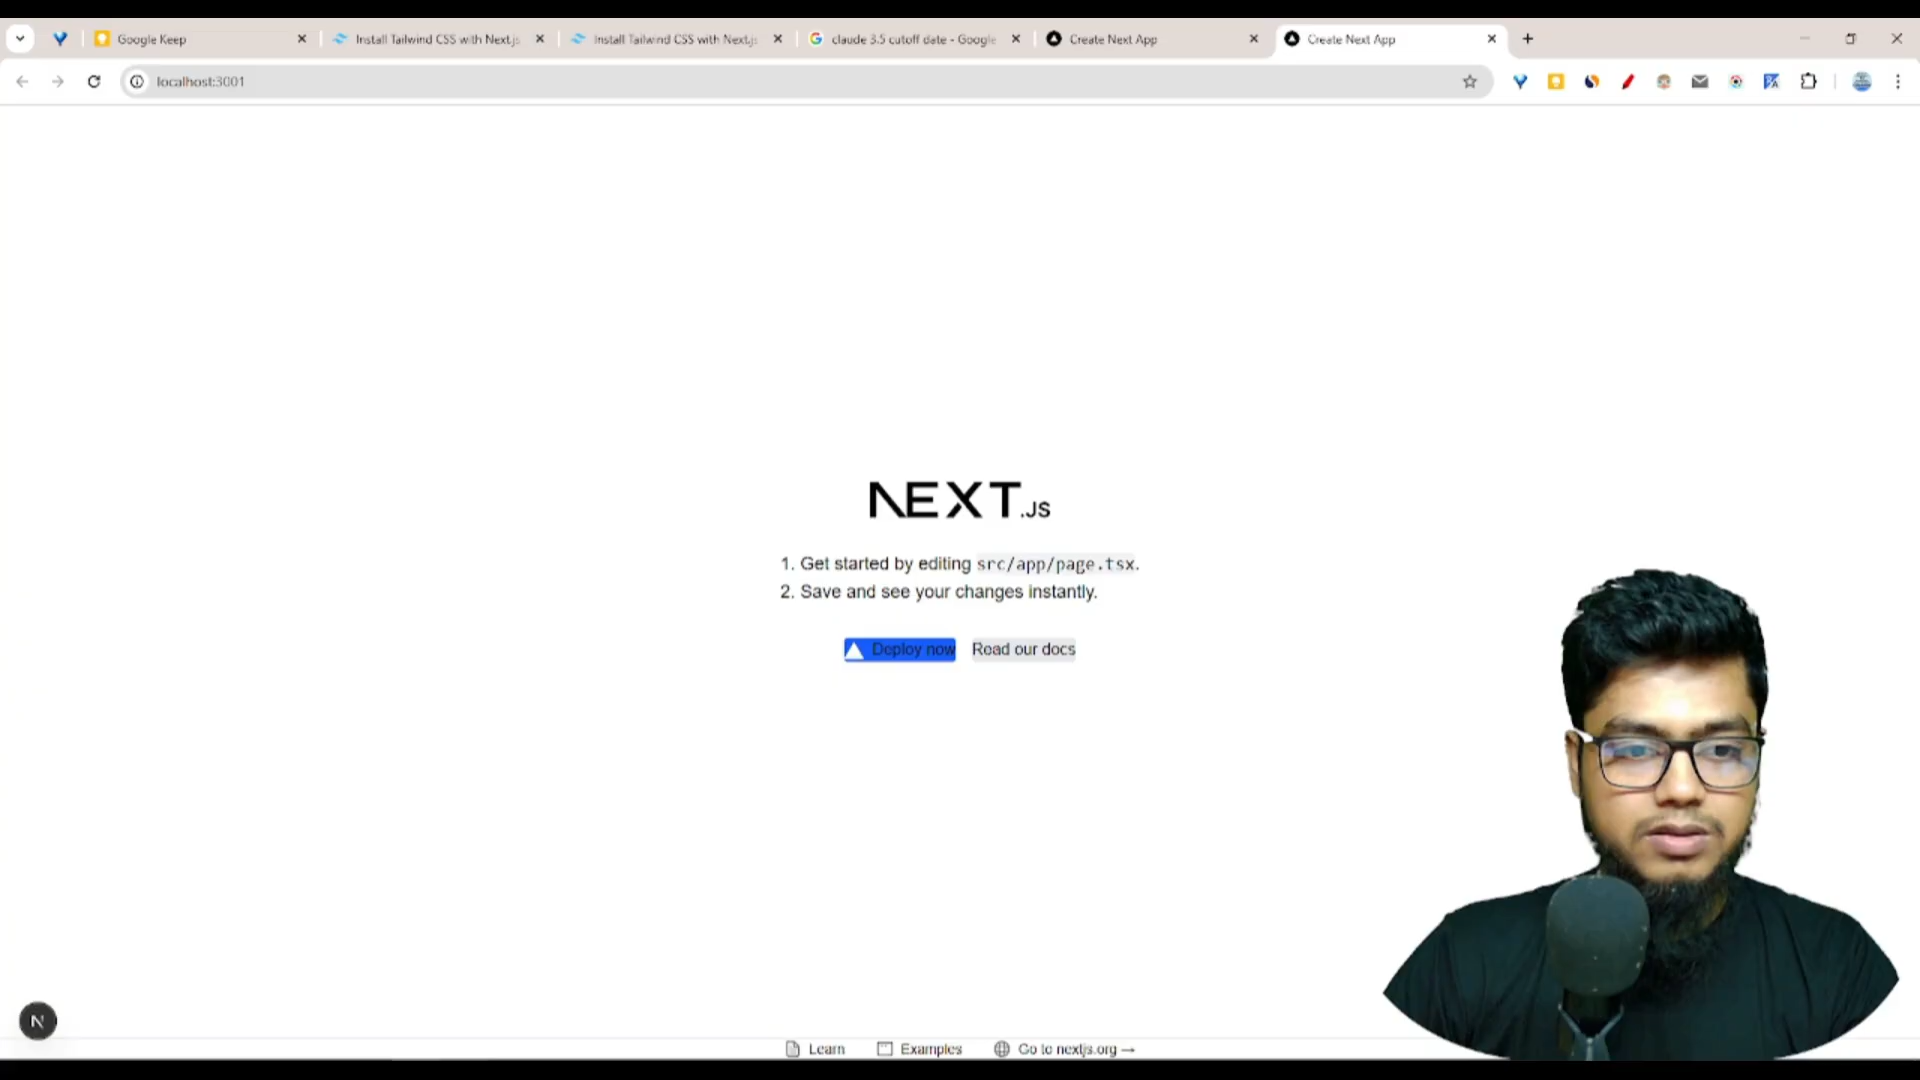 Google Keep
Install Tailwind CSS with Next.js
Install Tailwind CSS with Next.js
claude 3.5 cutoff date - Google
Create Next App
Create Next App
localhost:3001
NEXT.JS
1. Get started by editing src/app/page.tsx.
2. Save and see your changes instantly.
Deploy now Read our docs
N
Learn Examples Go to nextjs.org →